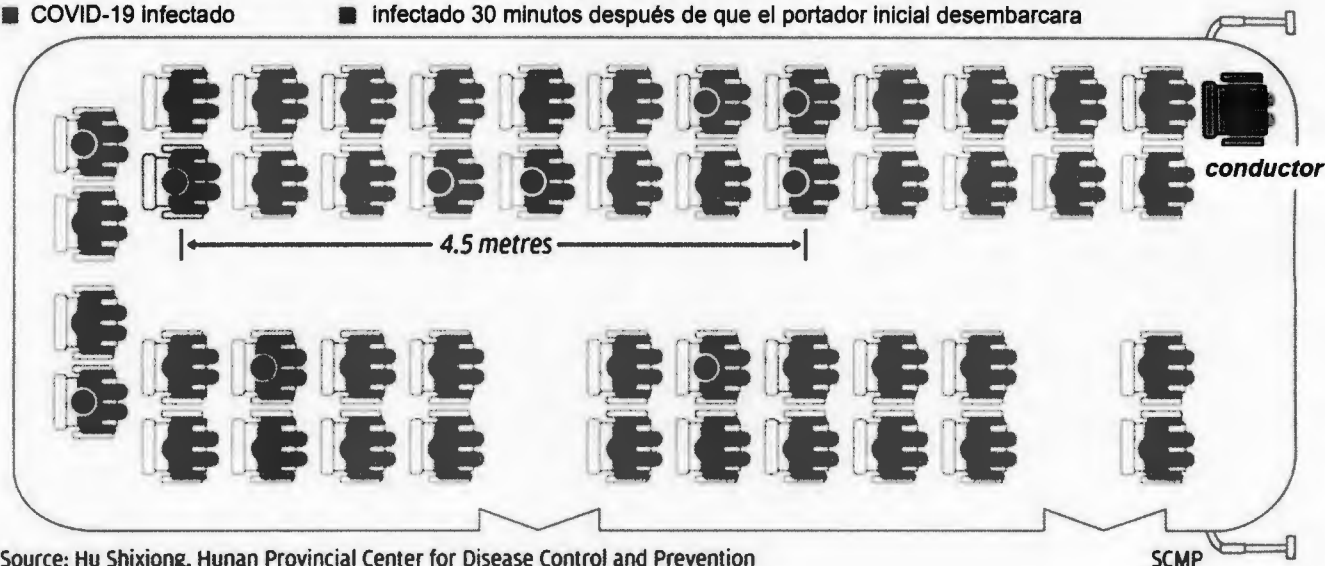 COVID-19 infectado
infectado 30 minutos después de que el portador inicial desembarcara
conductor
4.5 metres
Source: Hu Shixiong, Hunan Provincial Center for Disease Control and Prevention
SCMP